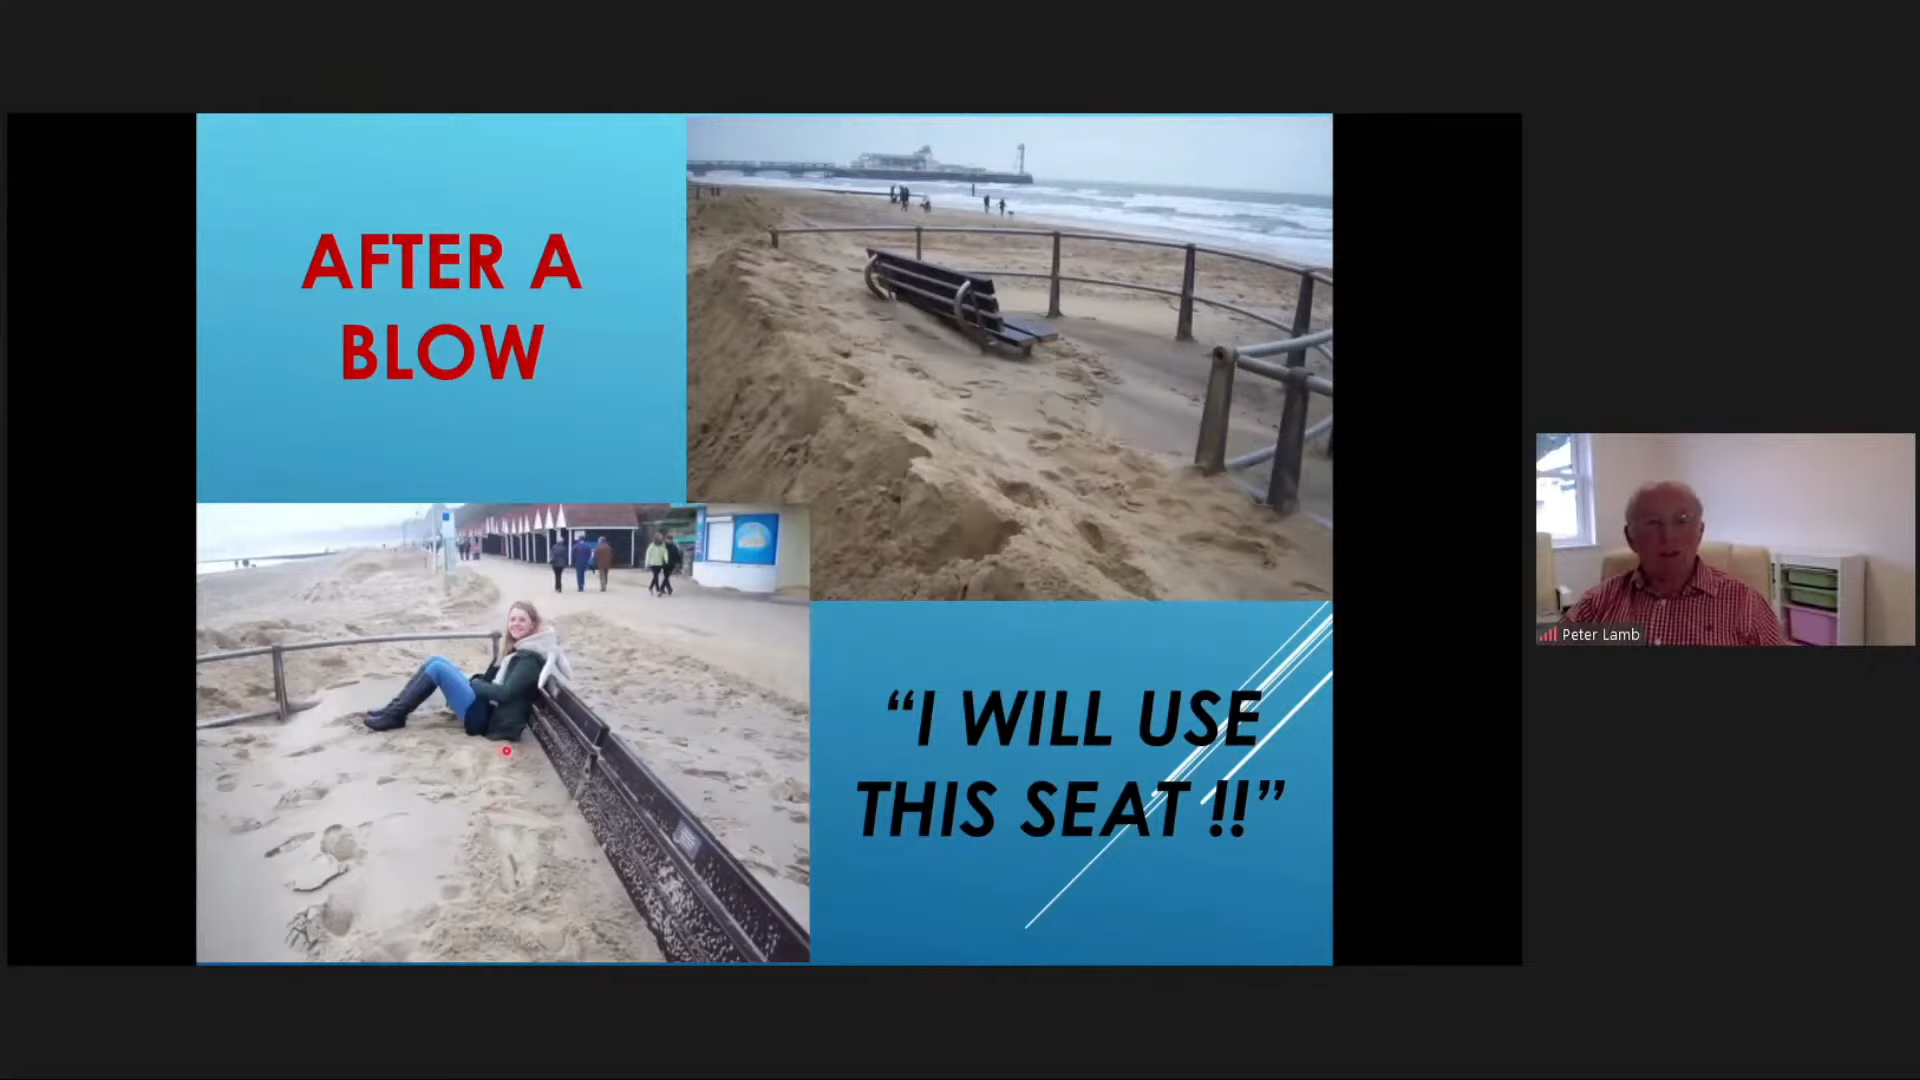 AFTER A
BLOW
“I WILL USE
THIS SEAT !!”
Peter Lamb